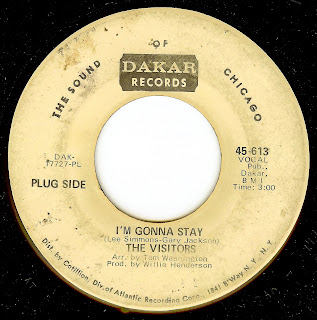 THE SOUND OF CHICAGO
DAKAR
RECORDS
DAK-
17727-PL
PLUG SIDE
45-613
VOCAL
Pub.,
Dakar,
B M I
Time: 3:00
I'M GONNA STAY
(Lee Simmons-Gary Jackson)
THE VISITORS
Arr. by Tom Washington
Prod. by Willie Henderson
Dist. by Cotillion, Div. of Atlantic Recording Corp., 1841 B'Way N.Y. N.Y.